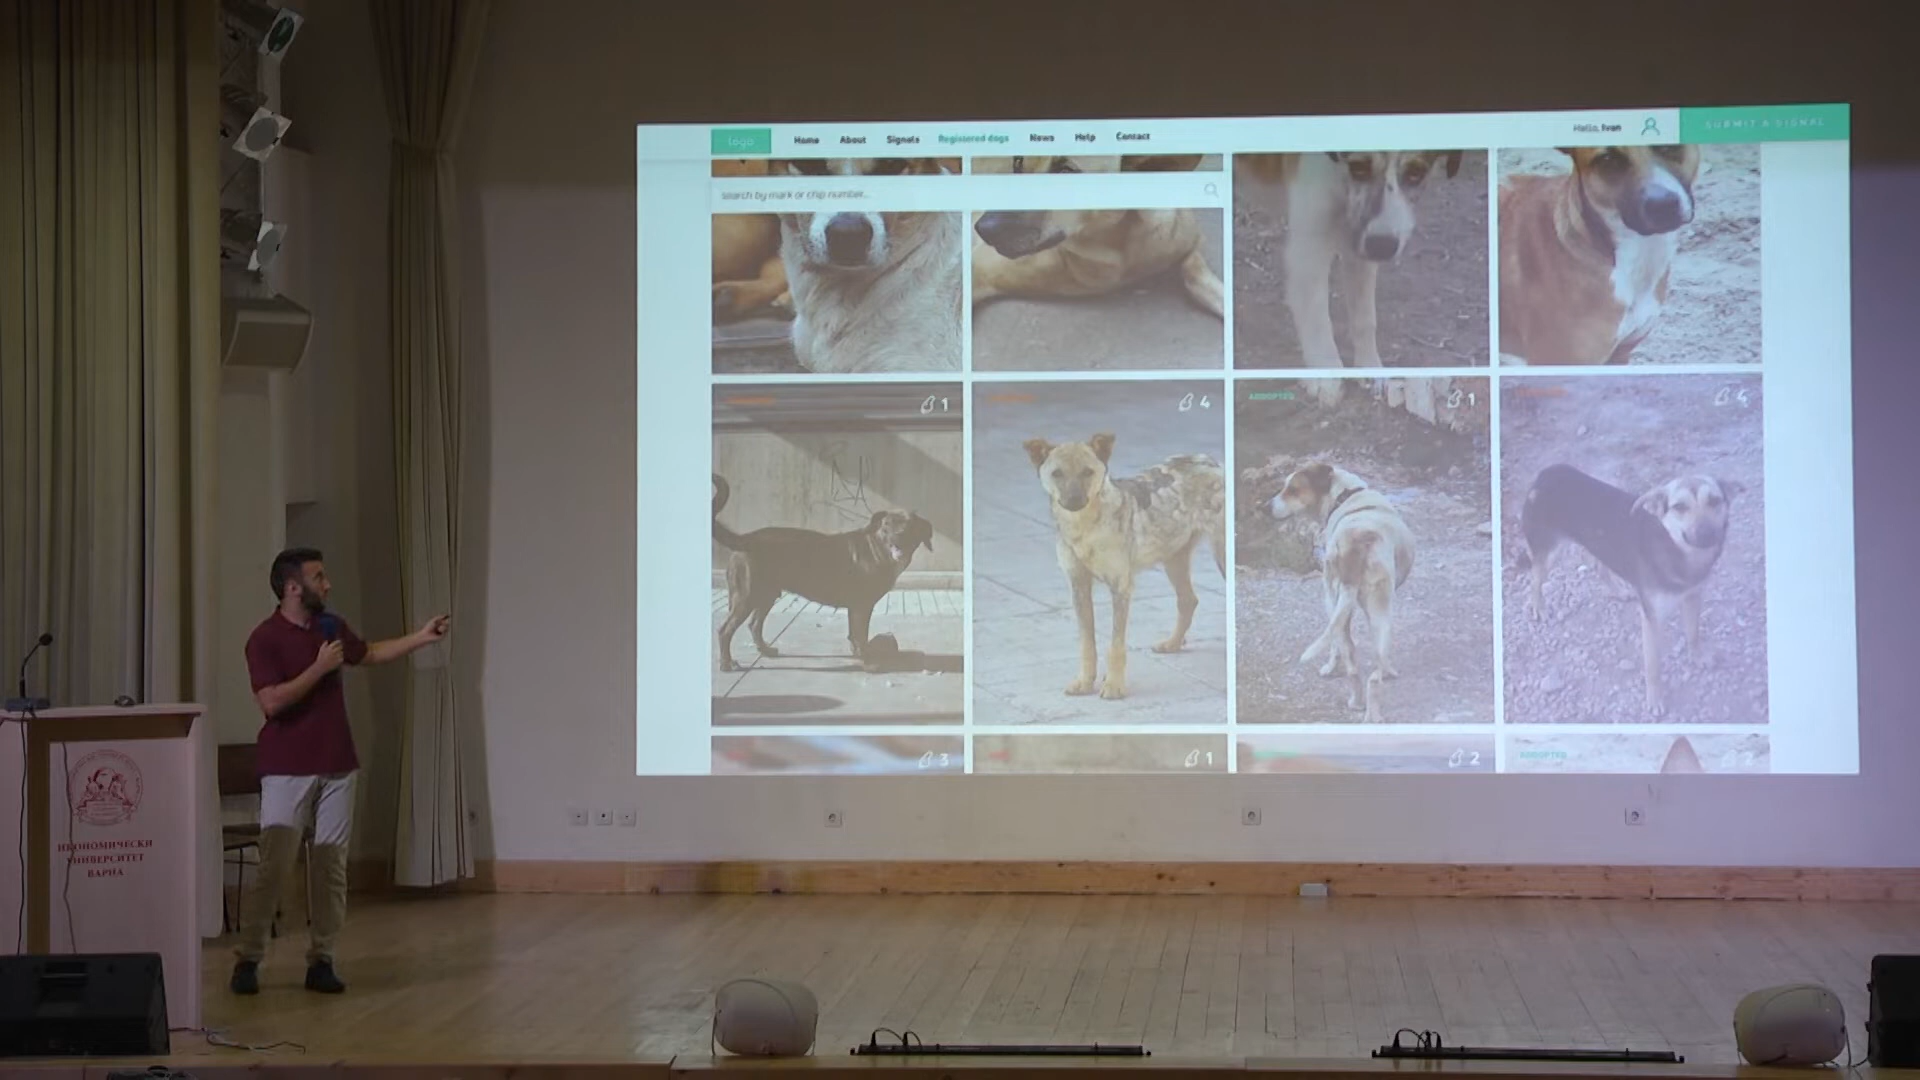 logo
Home About Signals Registered dogs News Help Contact
Hello, Ivan
SUBMIT A SIGNAL
search by mark or chip number...
1
4
ADOPTED
1
4
3
1
2
ADOPTED
2
ИКОНОМИЧЕСКИ
УНИВЕРСИТЕТ
ВАРНА